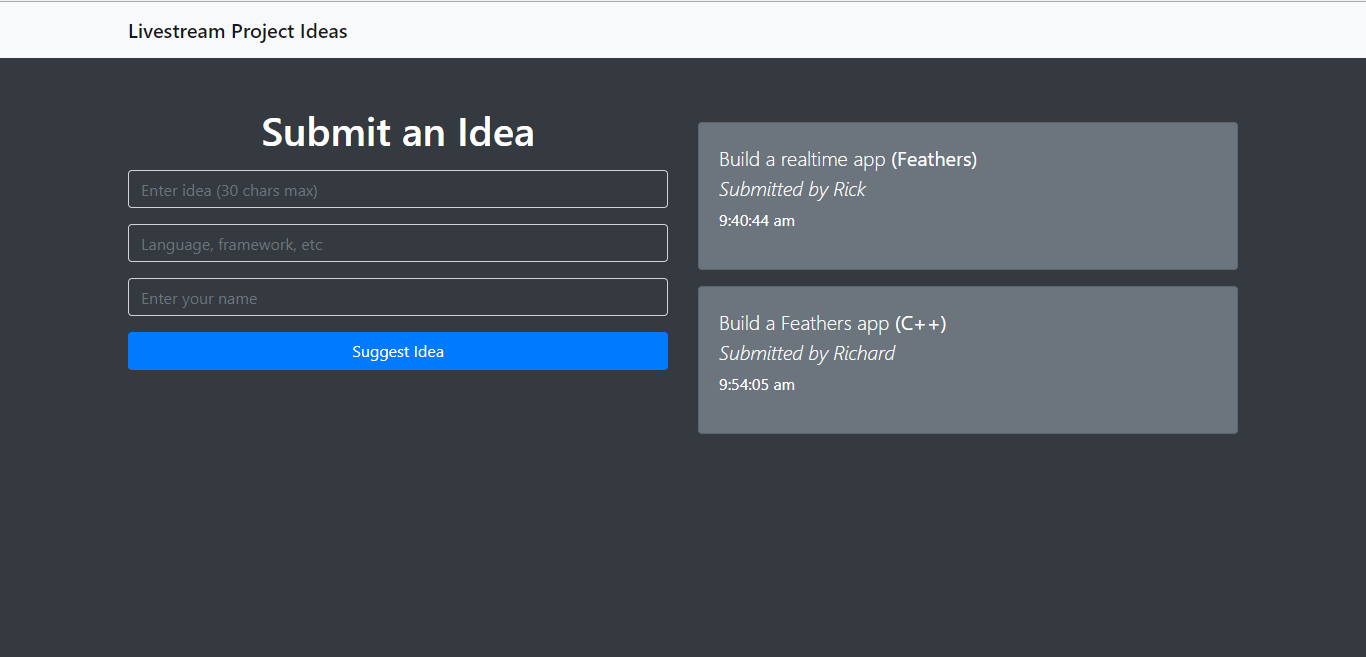 Livestream Project Ideas
Submit an Idea
Enter idea (30 chars max)
Language, framework, etc
Enter your name
Suggest Idea
Build a realtime app (Feathers)
Submitted by Rick
9:40:44 am
Build a Feathers app (C++)
Submitted by Richard
9:54:05 am